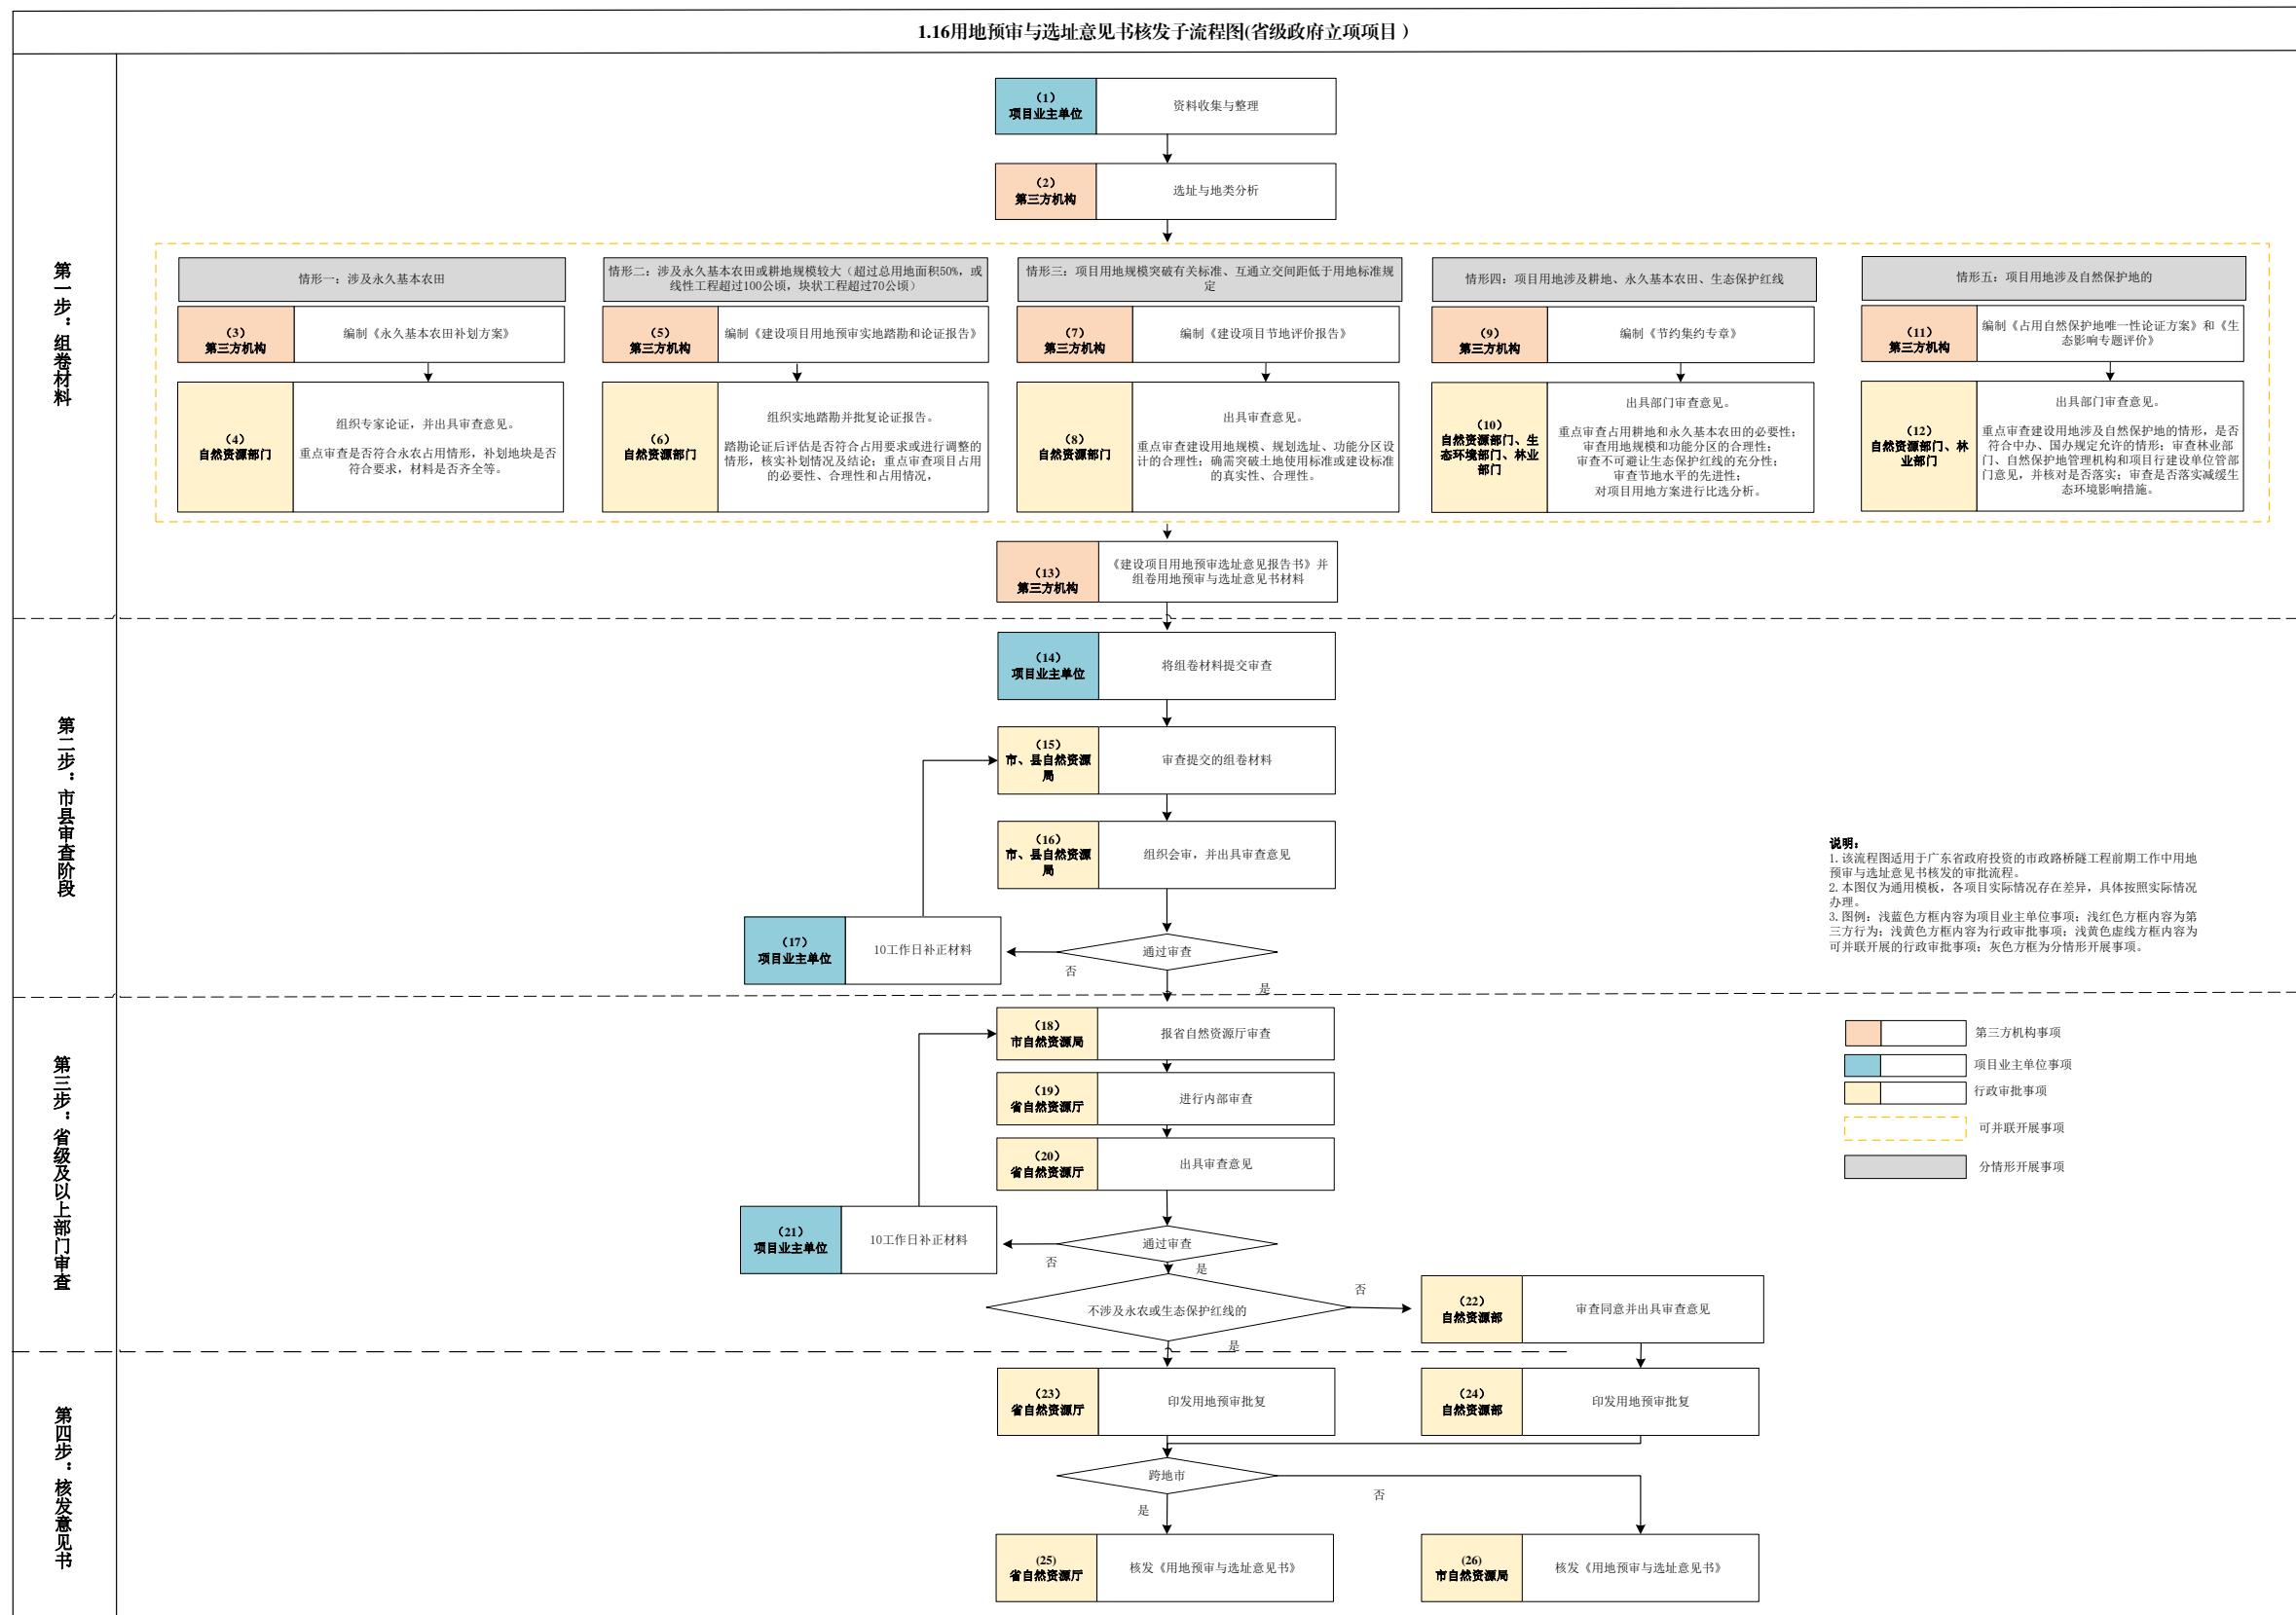 1.16用地预审与选址意见书核发子流程图(省级政府立项项目）
第一步：组卷材料
（1）
项目业主单位
资料收集与整理
（2）
第三方机构
选址与地类分析
情形一：涉及永久基本农田
（3）
第三方机构
编制《永久基本农田补划方案》
（4）
自然资源部门
组织专家论证，并出具审查意见。
重点审查是否符合永农占用情形，补划地块是否
符合要求，材料是否齐全等。
情形二：涉及永久基本农田或耕地规模较大（超过总用地面积50%，或
线性工程超过100公顷，块状工程超过70公顷）
（5）
第三方机构
编制《建设项目用地预审实地踏勘和论证报告》
（6）
自然资源部门
组织实地踏勘并批复论证报告。
踏勘论证后评估是否符合占用要求或进行调整的
情形，核实补划情况及结论；重点审查项目占用
的必要性、合理性和占用情况，
情形三：项目用地规模突破有关标准、互通立交间距低于用地标准规
定
（7）
第三方机构
编制《建设项目节地评价报告》
（8）
自然资源部门
出具审查意见。
重点审查建设用地规模、规划选址、功能分区设
计的合理性；确需突破土地使用标准或建设标准
的真实性、合理性。
情形四：项目用地涉及耕地、永久基本农田、生态保护红线
（9）
第三方机构
编制《节约集约专章》
（10）
自然资源部门、生
态环境部门、林业
部门
出具部门审查意见。
重点审查占用耕地和永久基本农田的必要性；
审查用地规模和功能分区的合理性；
审查不可避让生态保护红线的充分性；
审查节地水平的先进性；
对项目用地方案进行比选分析。
情形五：项目用地涉及自然保护地的
（11）
第三方机构
编制《占用自然保护地唯一性论证方案》和《生
态影响专题评价》
（12）
自然资源部门、林
业部门
出具部门审查意见。
重点审查建设用地涉及自然保护地的情形，是否
符合中办、国办规定允许的情形；审查林业部
门、自然保护地管理机构和项目行建设单位管部
门意见，并核对是否落实；审查是否落实减缓生
态环境影响措施。
（13）
第三方机构
《建设项目用地预审选址意见报告书》并
组卷用地预审与选址意见书材料
第二步：市县审查阶段
（14）
项目业主单位
将组卷材料提交审查
（15）
市、县自然资源
局
审查提交的组卷材料
（16）
市、县自然资源
局
组织会审，并出具审查意见
（17）
项目业主单位
10工作日补正材料
通过审查
否
是
说明：
1.该流程图适用于广东省政府投资的市政路桥隧工程前期工作中用地
预审与选址意见书核发的审批流程。
2.本图仅为通用模板，各项目实际情况存在差异，具体按照实际情况
办理。
3.图例：浅蓝色方框内容为项目业主单位事项；浅红色方框内容为第
三方行为；浅黄色方框内容为行政审批事项；浅黄色虚线方框内容为
可并联开展的行政审批事项；灰色方框为分情形开展事项。
第三步：省级及以上部门审查
（18）
市自然资源局
报省自然资源厅审查
（19）
省自然资源厅
进行内部审查
（20）
省自然资源厅
出具审查意见
（21）
项目业主单位
10工作日补正材料
通过审查
否
是
不涉及永农或生态保护红线的
否
是
（22）
自然资源部
审查同意并出具审查意见
第三方机构事项
项目业主单位事项
行政审批事项
可并联开展事项
分情形开展事项
第四步：核发意见书
（23）
省自然资源厅
印发用地预审批复
（24）
自然资源部
印发用地预审批复
跨地市
是
否
(25)
省自然资源厅
核发《用地预审与选址意见书》
(26)
市自然资源局
核发《用地预审与选址意见书》